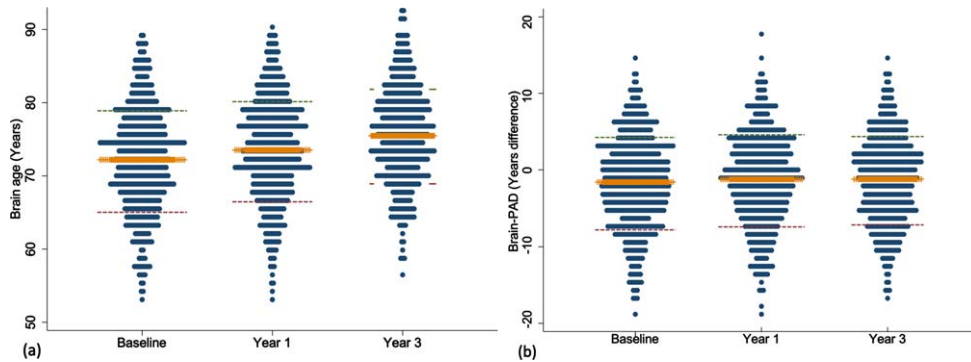 Brain age (Years)
90
80
70
60
50
Baseline
Year 1
Year 3
(a)
Brain-PAD (Years difference)
20
10
0
-10
-20
Baseline
Year 1
Year 3
(b)